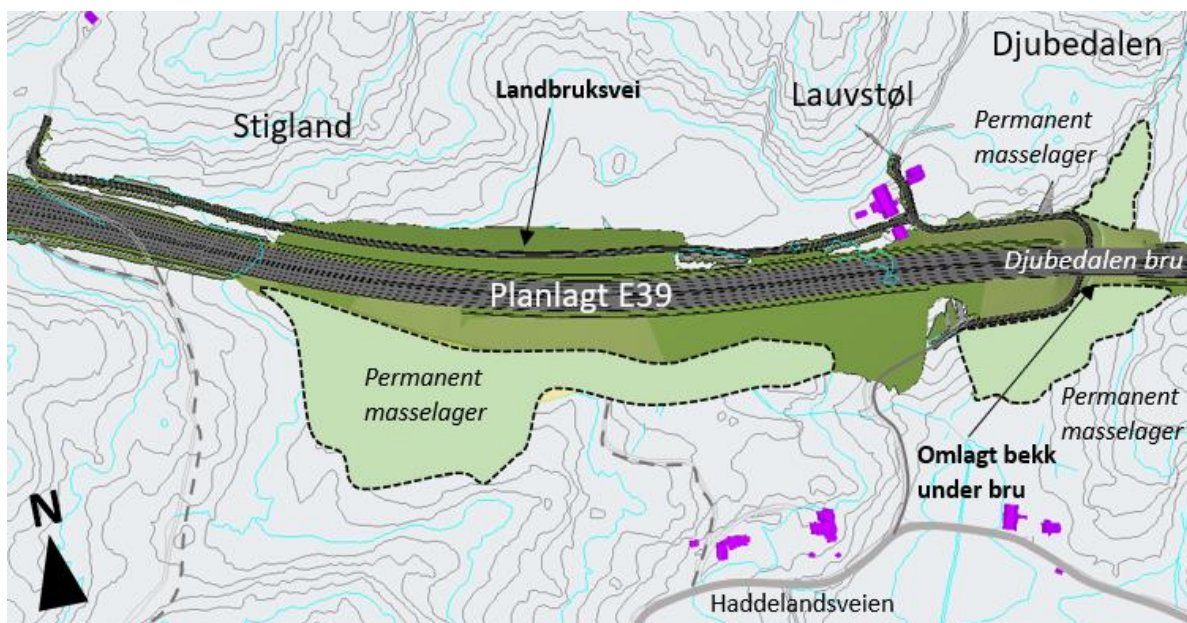 Djubedalen
Landbruksvei
Lauvstøl
Stigland
Permanent
masselager
Djubedalen bru
Planlagt E39
Permanent
masselager
Permanent
masselager
Omlagt bekk
under bru
N
Haddelandsveien